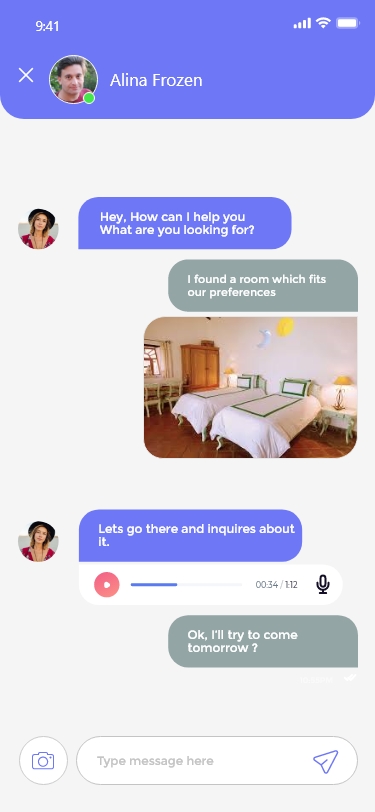 9:41
Alina Frozen
Hey, How can I help you
What are you looking for?
I found a room which fits
our preferences
Lets go there and inquires about
it.
00:34 / 1:12
Ok, I'll try to come
tomorrow ?
Type message here